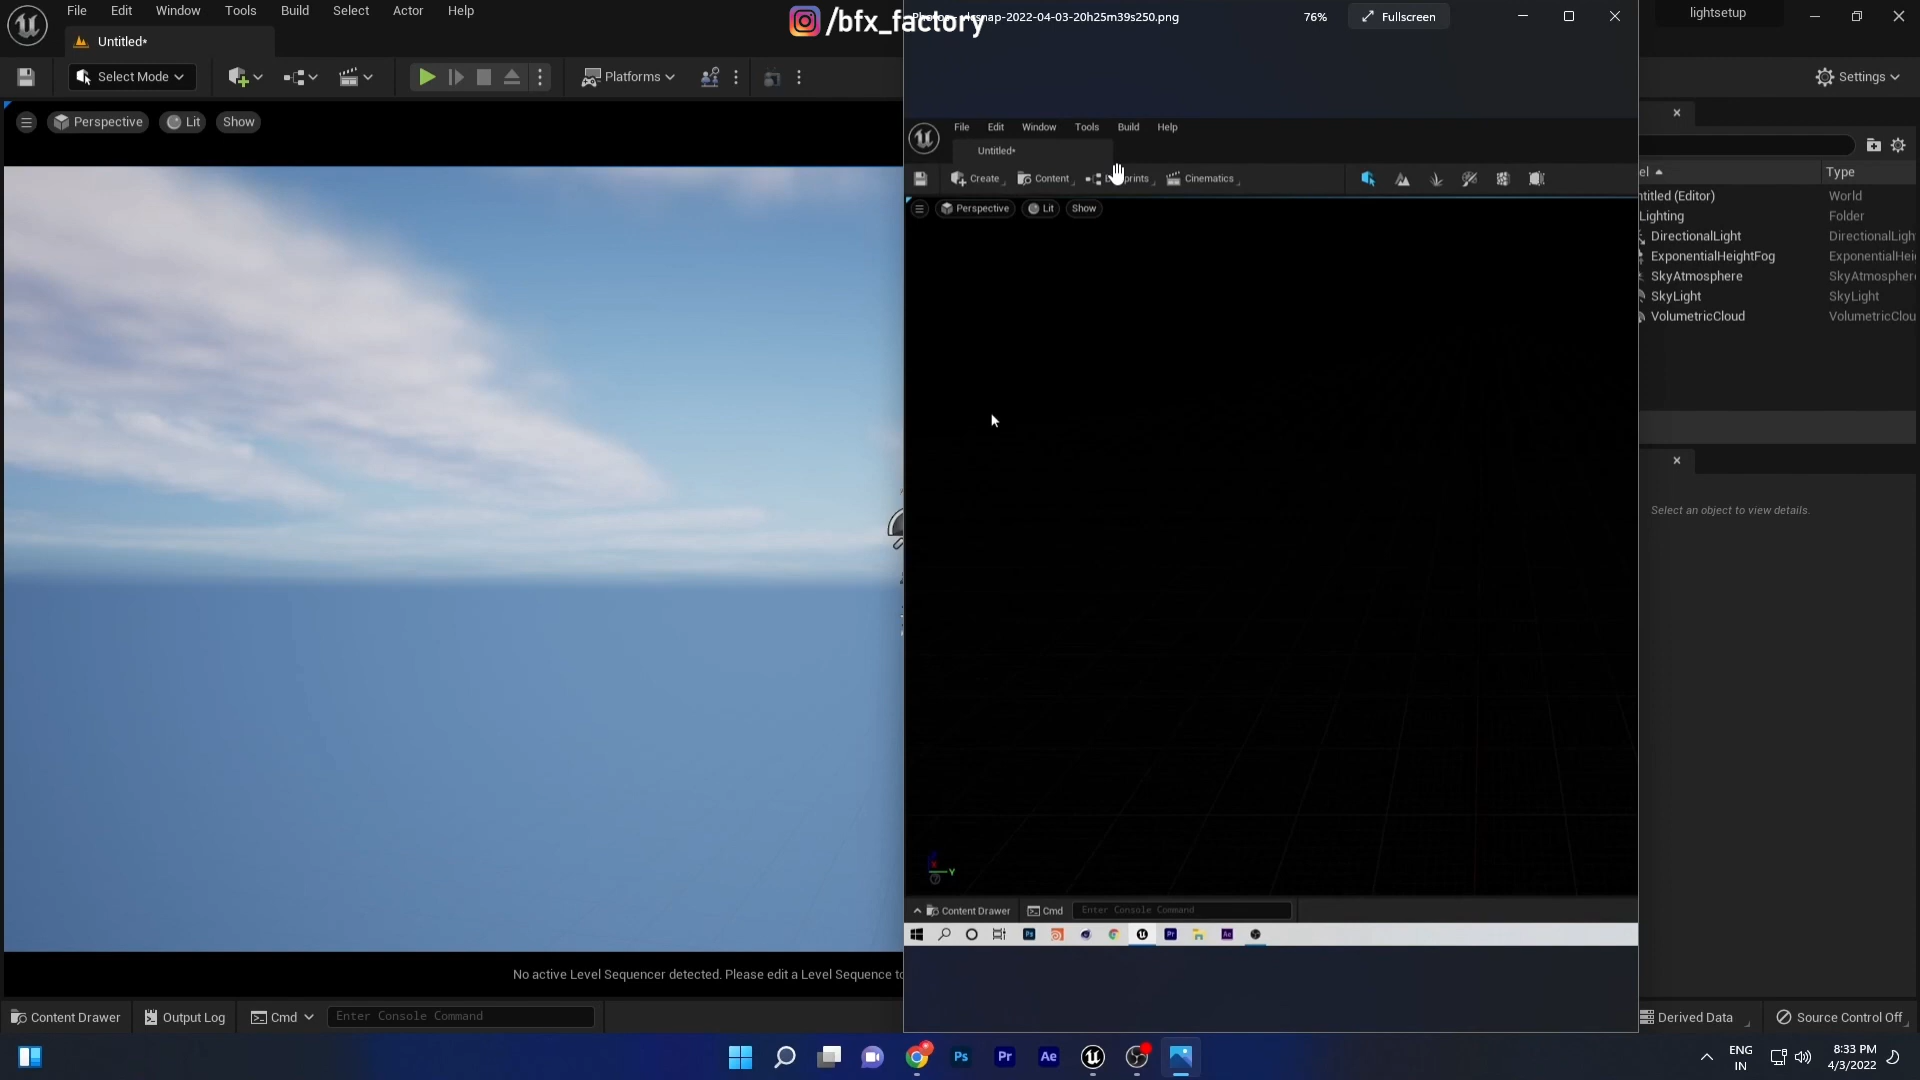 File Edit Window Tools Build Select Actor Help
Untitled*
/bfx_factory
vlcsnap-2022-04-03-20h25m39s250.png
76%
Fullscreen
lightsetup
Select Mode
Platforms
Settings
Perspective
Lit
Show
File Edit Window Tools Build Help
Untitled*
Create
Content
Cinematics
Perspective
Lit
Show
Type
Untitled (Editor) World
Lighting Folder
DirectionalLight DirectionalLigh
ExponentialHeightFog ExponentialHei
SkyAtmosphere SkyAtmospher
SkyLight SkyLight
VolumetricCloud VolumetricClou
Select an object to view details.
Y
Content Drawer
Cmd
Enter Console Command
Ps
Pr
Ae
No active Level Sequencer detected. Please edit a Level Sequence to
Content Drawer
Output Log
Cmd
Enter Console Command
Derived Data
Source Control Off
Ps
Pr
Ae
ENG
IN
8:33 PM
4/3/2022